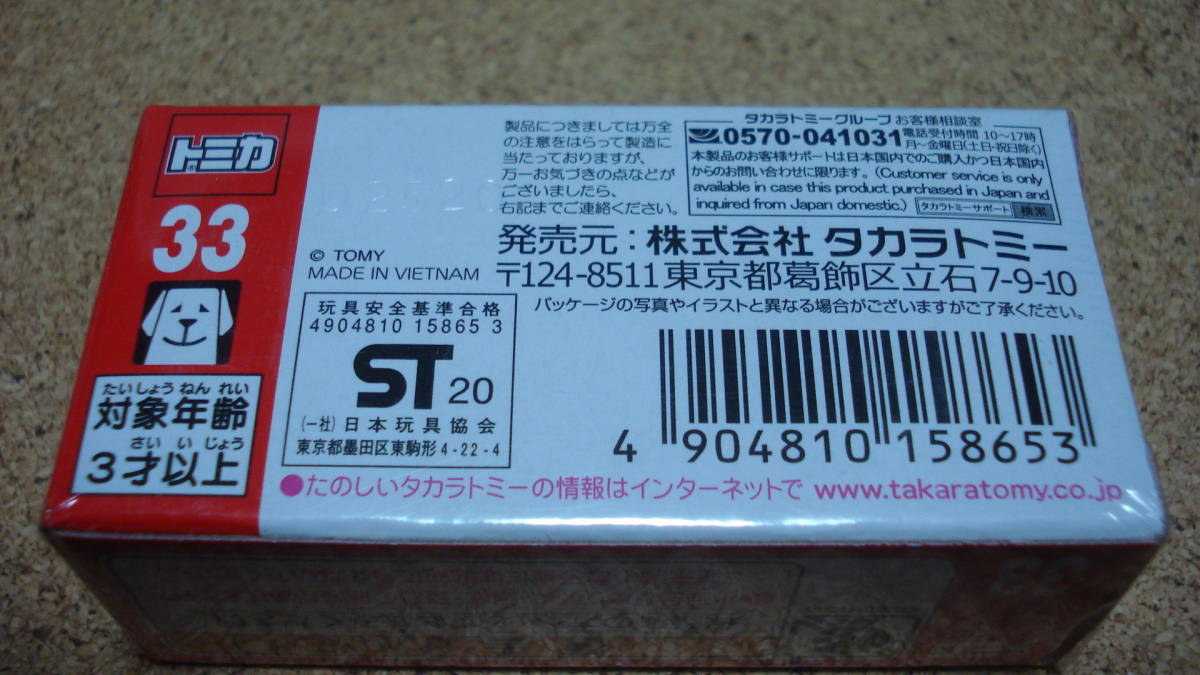 トミカ
33
たいしょうねんれい
対象年齢
さいいじょう
3才以上
製品につきましては万全
の注意をはらって製造に
当たっておりますが、
万一お気づきの点などが
ございましたら、
右記までご連絡ください。
タカラトミーグループ お客様相談室
0570-041031 電話受付時間 10〜17時
月〜金曜日(土日・祝日除く)
本製品のお客様サポートは日本国内でのご購入かつ日本国内
からのお問い合わせに限ります。(Customer service is only
available in case this product purchased in Japan and
inquired from Japan domestic.) タカラトミーサポート 検索
© TOMY
MADE IN VIETNAM
発売元：株式会社 タカラトミー
〒124-8511 東京都葛飾区立石7-9-10
パッケージの写真やイラストと異なる場合がございますがご了承ください。
玩具安全基準合格
4904810 15865 3
ST 20
(一社)日本玩具協会
東京都墨田区東駒形 4-22-4
4 904810 158653
●たのしいタカラトミーの情報はインターネットで www.takaratomy.co.jp
33